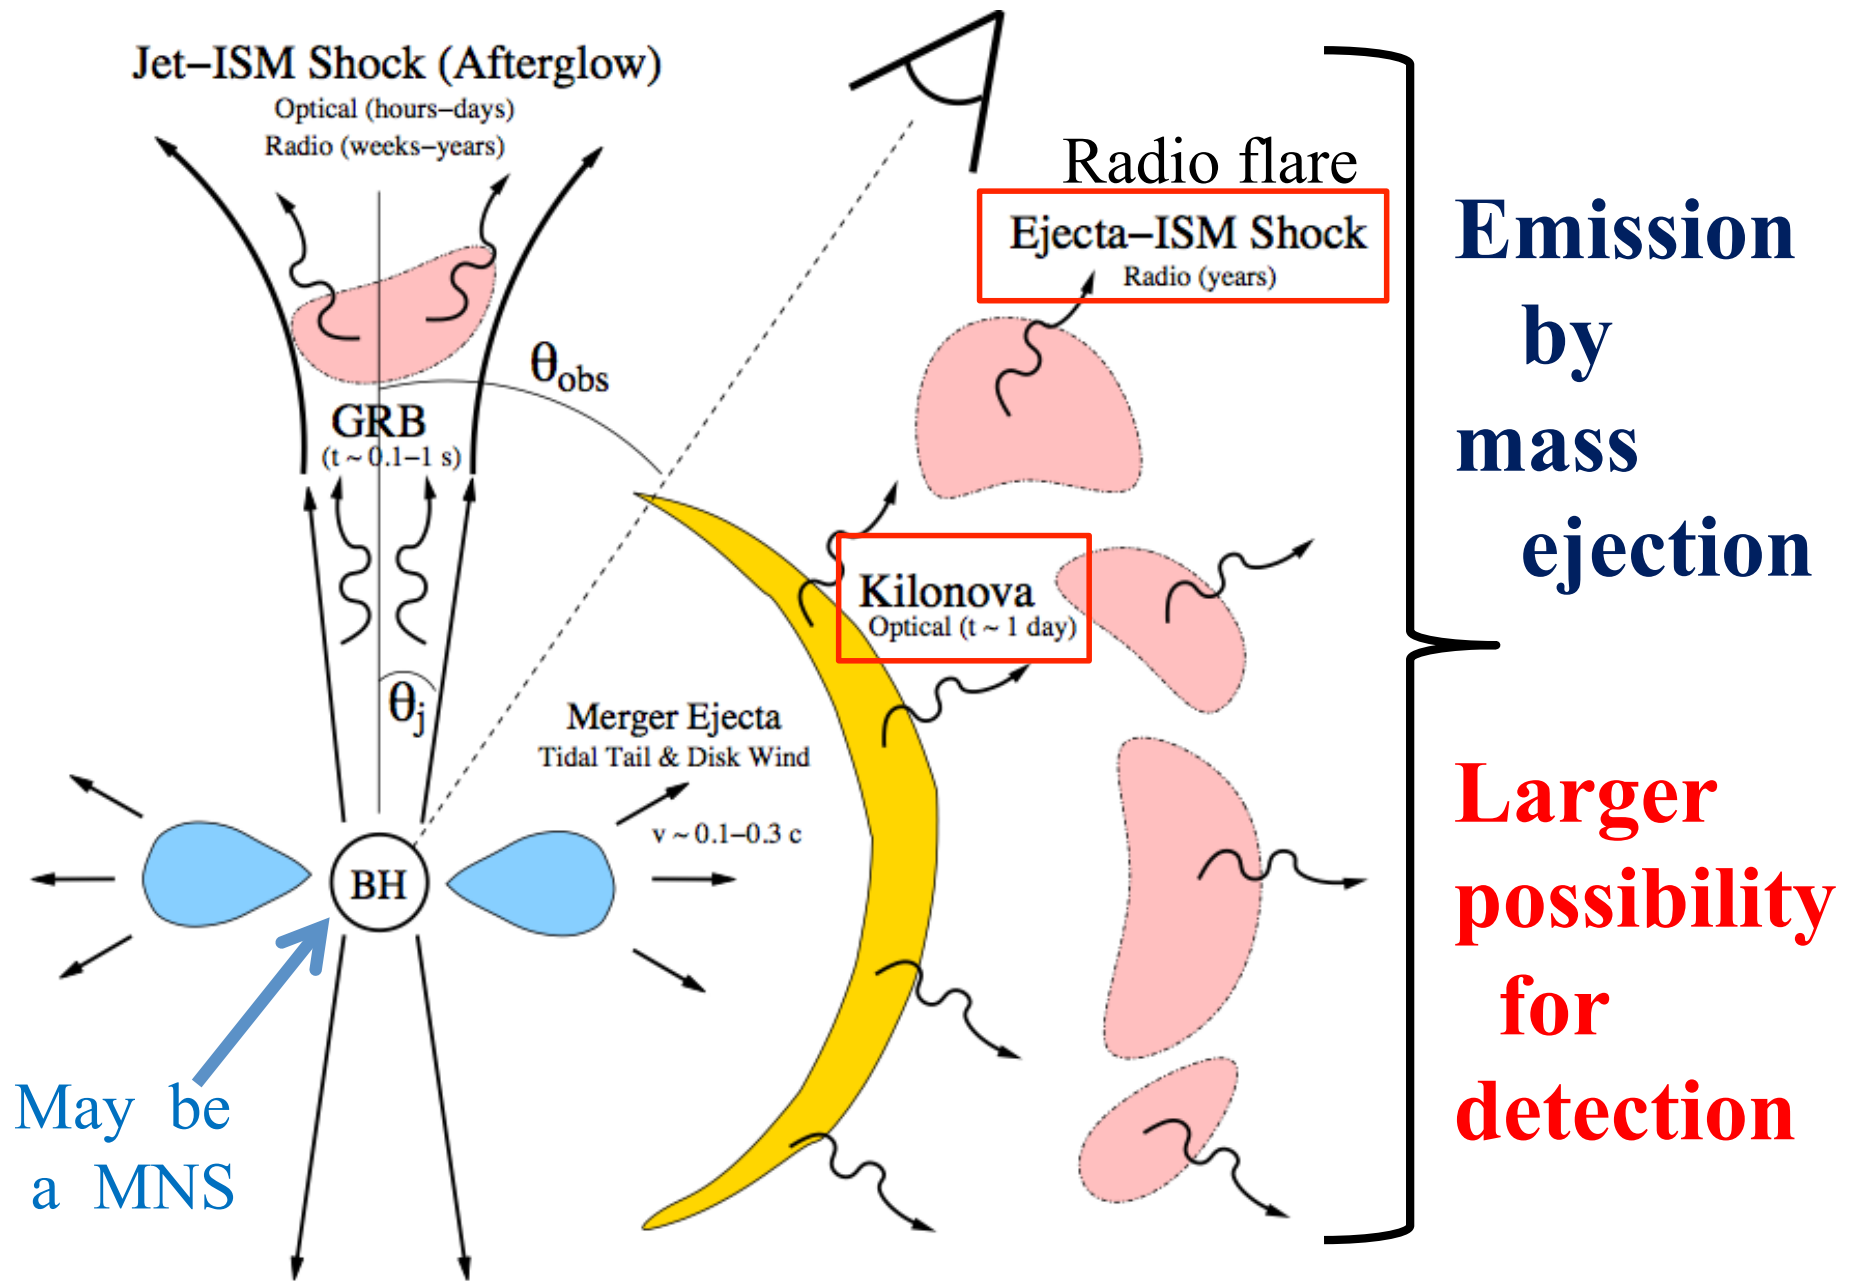 Jet–ISM Shock (Afterglow)
Optical (hours–days)
Radio (weeks–years)
Radio flare
Ejecta–ISM Shock
Radio (years)
θobs
GRB
(t ~ 0.1–1 s)
Kilonova
Optical (t ~ 1 day)
θj
Merger Ejecta
Tidal Tail & Disk Wind
v ~ 0.1–0.3 c
BH
May be
a MNS
Emission
by
mass
ejection
Larger
possibility
for
detection